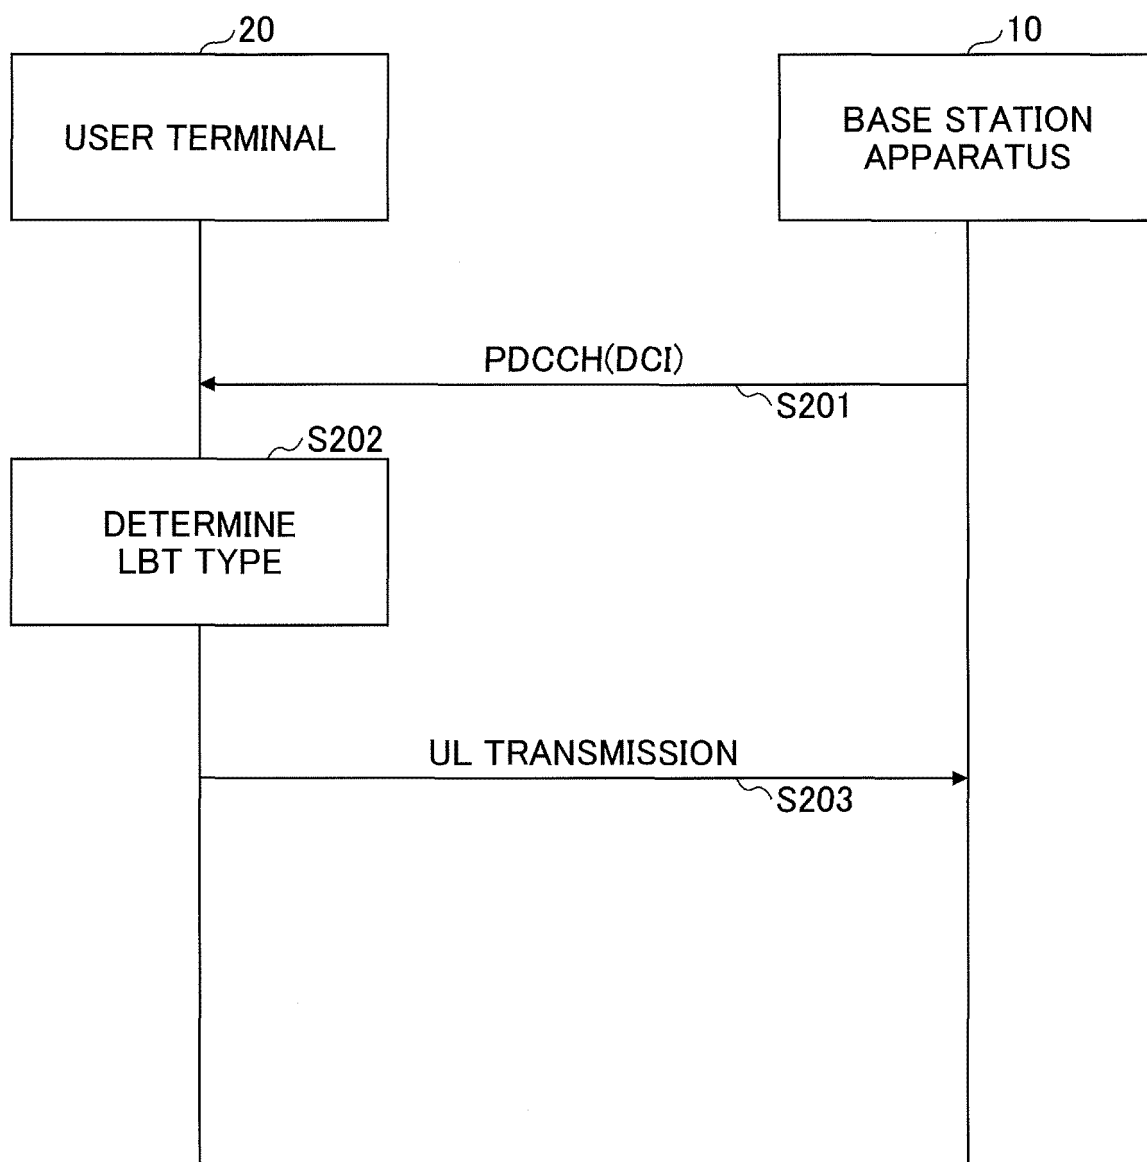 20
10
USER TERMINAL
BASE STATION
APPARATUS
PDCCH(DCI)
S201
S202
DETERMINE
LBT TYPE
UL TRANSMISSION
S203